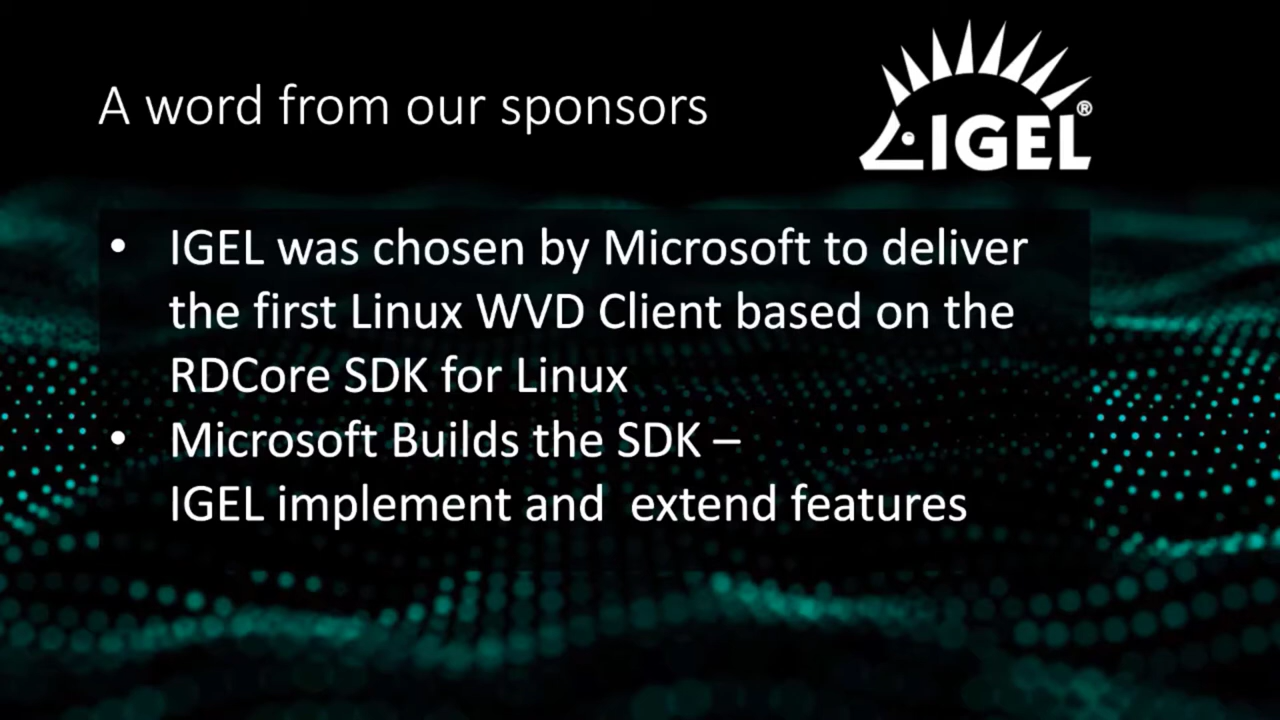 A word from our sponsors
IGEL®
• IGEL was chosen by Microsoft to deliver
the first Linux WVD Client based on the
RDCore SDK for Linux
• Microsoft Builds the SDK –
IGEL implement and  extend features